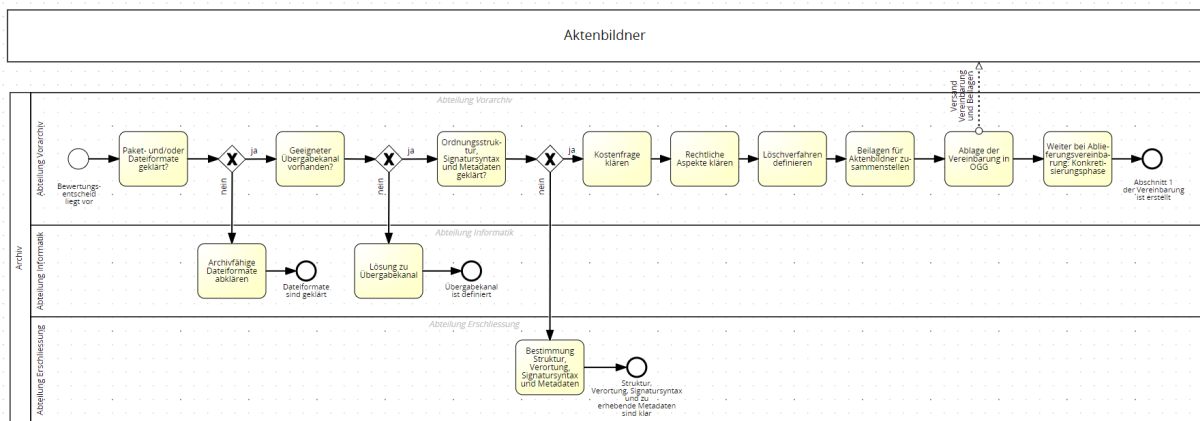 Aktenbildner
Abteilung Vorarchiv
Versand
Vereinbarung
und Beilagen
Archiv
Abteilung Vorarchiv
Bewertungs-
entscheid
liegt vor
Paket- und/oder
Dateiformate
geklärt?
ja
nein
Geeigneter
Übergabekanal
vorhanden?
ja
nein
Ordnungsstruk-
tur,
Signatursyntax
und Metadaten
geklärt?
ja
nein
Kostenfrage
klären
Rechtliche
Aspekte klären
Löschverfahren
definieren
Beilagen für
Aktenbildner zu-
sammenstellen
Ablage der
Vereinbarung in
OGG
Weiter bei Ablie-
ferungsvereinba-
rung: Konkreti-
sierungsphase
Abschnitt 1
der Vereinbarung
ist erstellt
Abteilung Informatik
Abteilung Informatik
Archivfähige
Dateiformate
abklären
Dateiformate
sind geklärt
Lösung zu
Übergabekanal
Übergabekanal
ist definiert
Abteilung Erschliessung
Abteilung Erschliessung
Bestimmung
Struktur,
Verortung,
Signatursyntax
und Metadaten
Struktur,
Verortung, Signatursyntax
und zu
erhebende Metadaten
sind klar